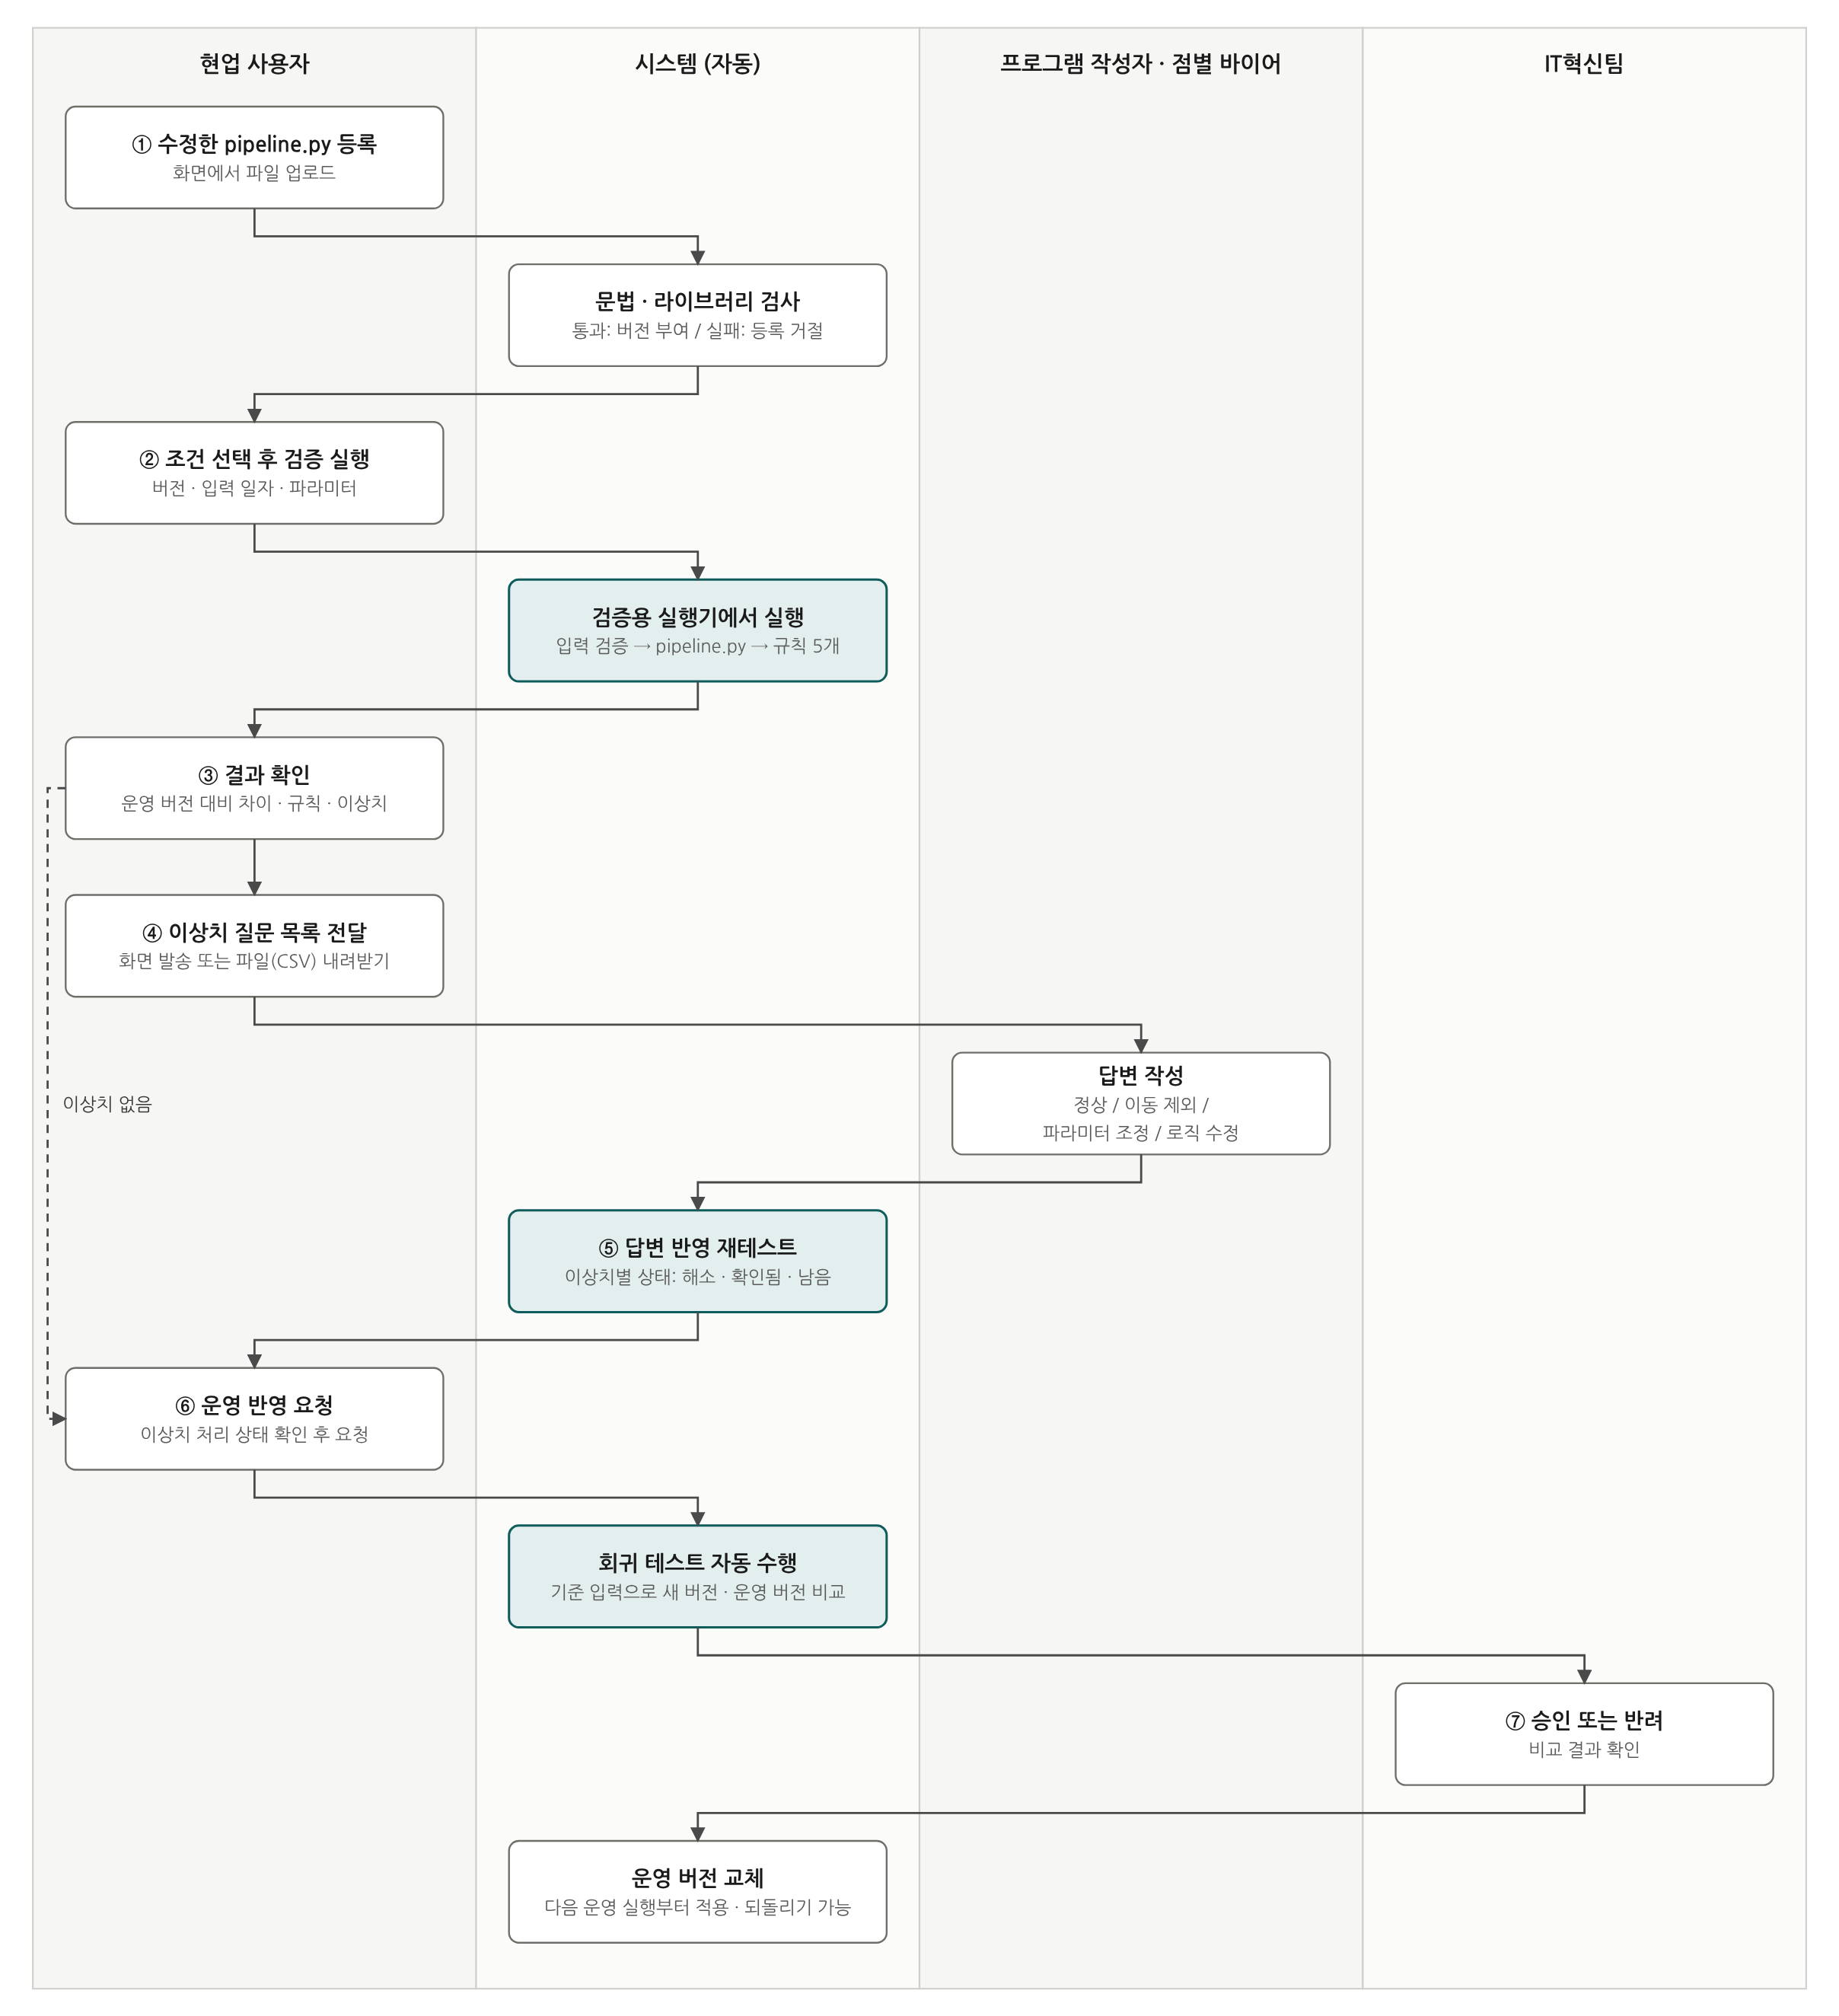 현업 사용자
시스템 (자동)
프로그램 작성자 · 점별 바이어
IT혁신팀
① 수정한 pipeline.py 등록
화면에서 파일 업로드
문법 · 라이브러리 검사
통과: 버전 부여 / 실패: 등록 거절
② 조건 선택 후 검증 실행
버전 · 입력 일자 · 파라미터
검증용 실행기에서 실행
입력 검증 → pipeline.py → 규칙 5개
③ 결과 확인
운영 버전 대비 차이 · 규칙 · 이상치
④ 이상치 질문 목록 전달
화면 발송 또는 파일(CSV) 내려받기
답변 작성
정상 / 이동 제외 /
파라미터 조정 / 로직 수정
이상치 없음
⑤ 답변 반영 재테스트
이상치별 상태: 해소 · 확인됨 · 남음
⑥ 운영 반영 요청
이상치 처리 상태 확인 후 요청
회귀 테스트 자동 수행
기준 입력으로 새 버전 · 운영 버전 비교
⑦ 승인 또는 반려
비교 결과 확인
운영 버전 교체
다음 운영 실행부터 적용 · 되돌리기 가능